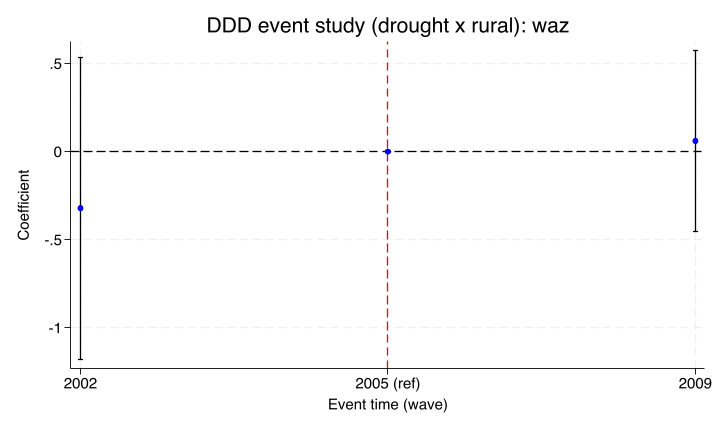 DDD event study (drought x rural): waz
.5
0
-.5
-1
Coefficient
2002
2005 (ref)
2009
Event time (wave)